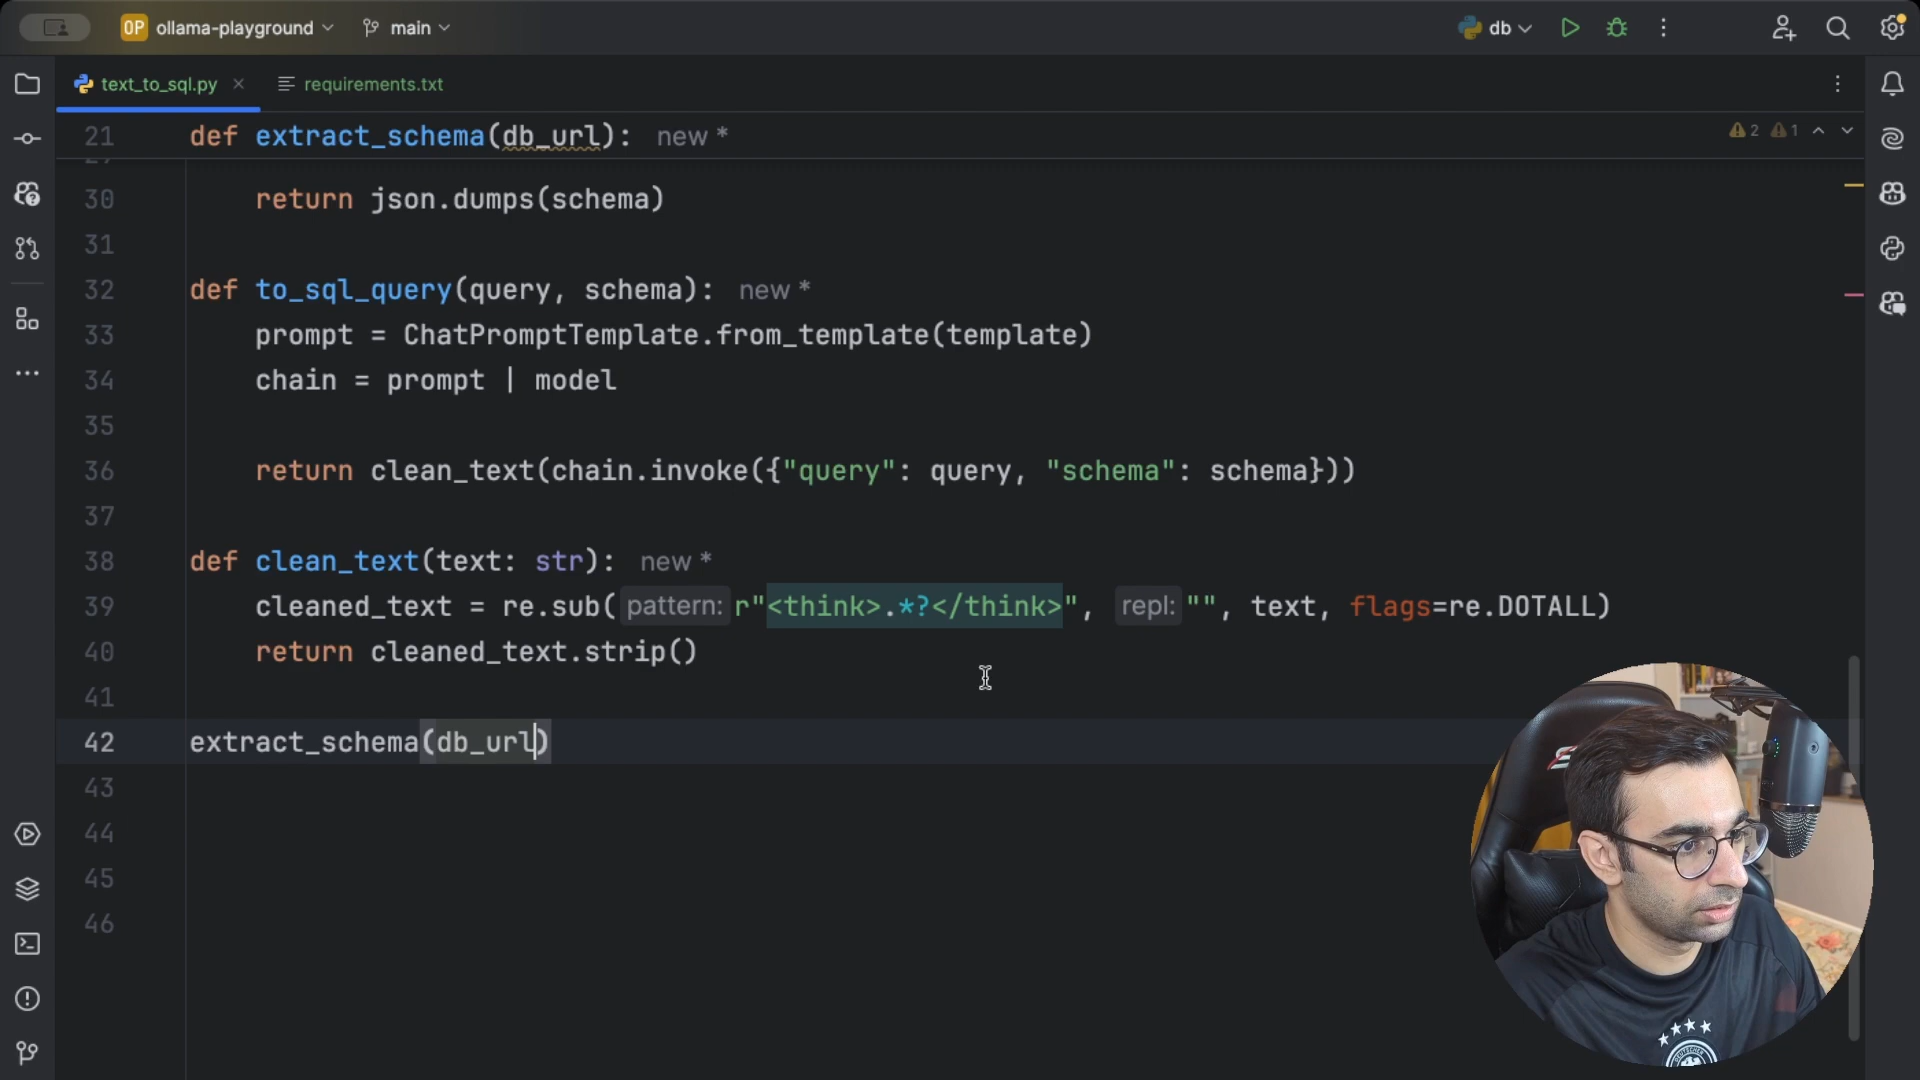 OP ollama-playground main db
text_to_sql.py requirements.txt
21 def extract_schema(db_url): new * 2 1
30 return json.dumps(schema)
31
32 def to_sql_query(query, schema): new *
33 prompt = ChatPromptTemplate.from_template(template)
34 chain = prompt | model
35
36 return clean_text(chain.invoke({"query": query, "schema": schema}))
37
38 def clean_text(text: str): new *
39 cleaned_text = re.sub( pattern: r"<think>.*?</think>", repl: "", text, flags=re.DOTALL)
40 return cleaned_text.strip()
41
42 extract_schema(db_url)
43
44
45
46